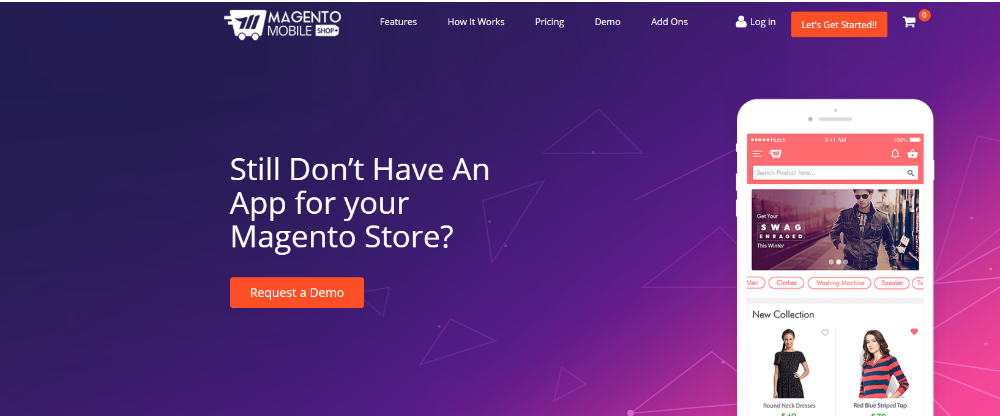 MAGENTO
MOBILE SHOP
Features
How It Works
Pricing
Demo
Add Ons
Log in
Let's Get Started!!
0
Still Don’t Have An
App for your
Magento Store?
Request a Demo
Hutch
9:41 AM
100%
Search Product here...
Get Your
SWAG
ENRAGED
This Winter
Men
Clothes
Washing Machine
Speaker
Tv
New Collection
Round Neck Dresses
Red Blue Striped Top